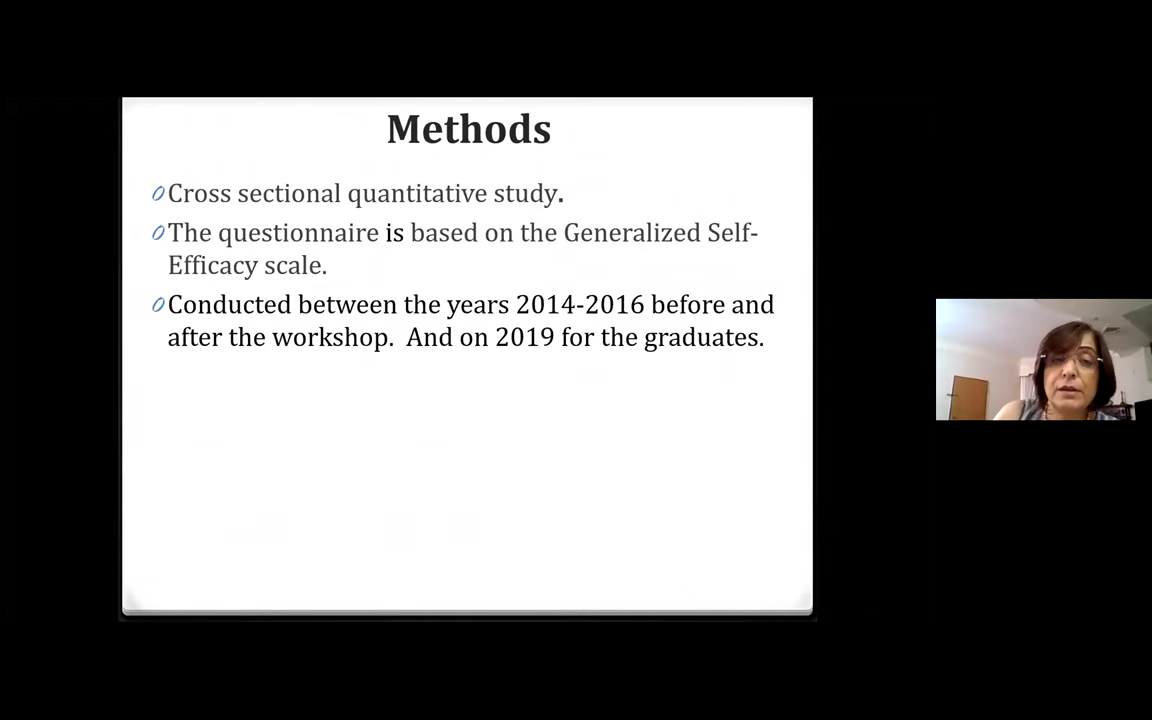 Methods
Cross sectional quantitative study.
The questionnaire is based on the Generalized Self-
Efficacy scale.
Conducted between the years 2014-2016 before and
after the workshop.  And on 2019 for the graduates.